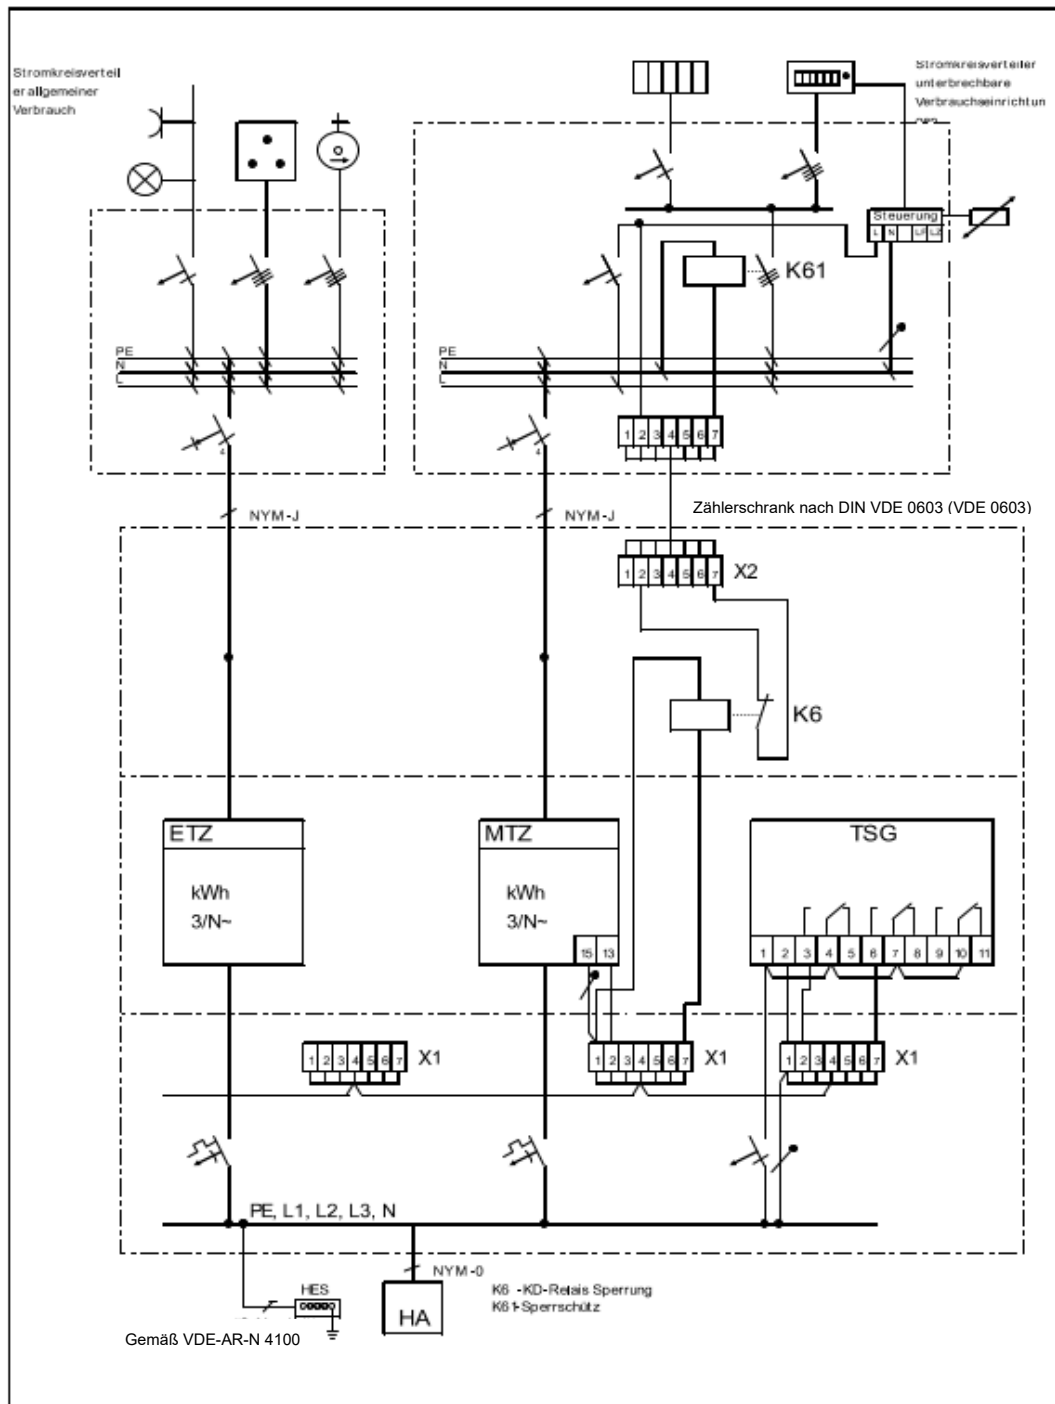 Stromkreisverteil
er allgemeiner
Verbrauch
Stromkreisverteiler
unterbrechbare
Verbrauchseinrichtun
Steuerung
L N LF LZ
K61
PE
N
L
PE
N
L
1 2 3 4 5 6 7
4
4
NYM-J
NYM-J
Zählerschrank nach DIN VDE 0603 (VDE 0603)
1 2 3 4 5 6 7 X2
K6
ETZ
kWh
3/N~
MTZ
kWh
3/N~
15 13
TSG
1 2 3 4 5 6 7 8 9 10 11
1 2 3 4 5 6 7 X1
1 2 3 4 5 6 7 X1
1 2 3 4 5 6 7 X1
PE, L1, L2, L3, N
NYM-0
HES
HA
K6 -KD-Relais Sperrung
K61-Sperrschütz
Gemäß VDE-AR-N 4100